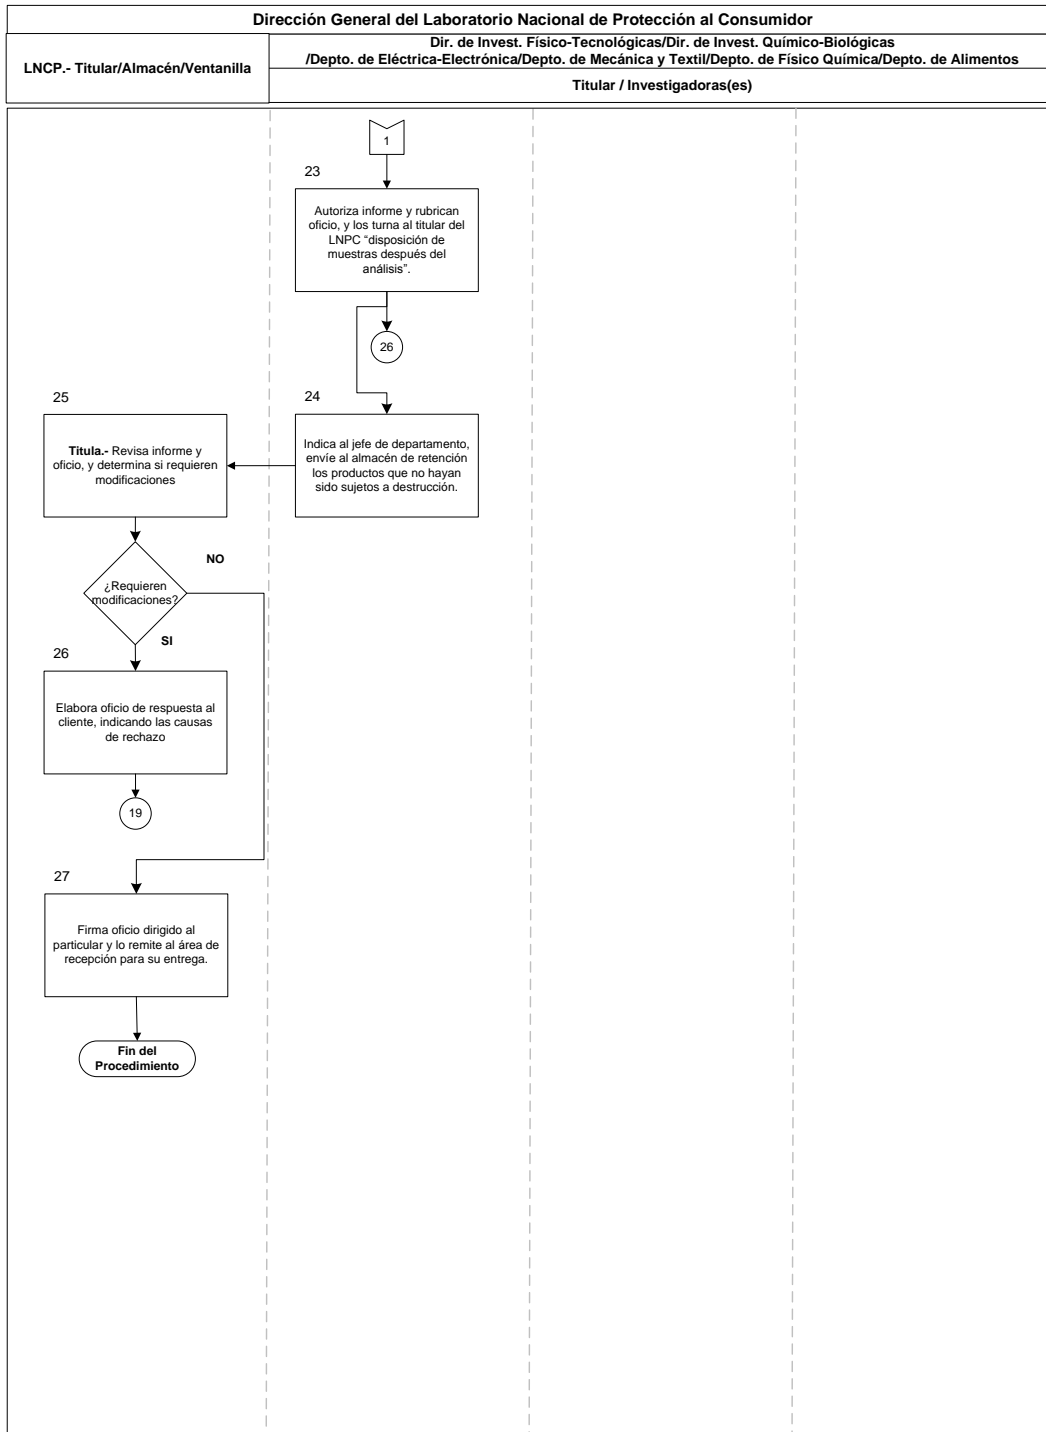 Dirección General del Laboratorio Nacional de Protección al Consumidor
LNCP.- Titular/Almacén/Ventanilla
Dir. de Invest. Físico-Tecnológicas/Dir. de Invest. Químico-Biológicas
/Depto. de Eléctrica-Electrónica/Depto. de Mecánica y Textil/Depto. de Físico Química/Depto. de Alimentos
Titular / Investigadoras(es)
1
23
Autoriza informe y rubrican
oficio, y los turna al titular del
LNPC “disposición de
muestras después del
análisis”.
26
25
24
Titula.- Revisa informe y
oficio, y determina si requieren
modificaciones
Indica al jefe de departamento,
envíe al almacén de retención
los productos que no hayan
sido sujetos a destrucción.
NO
¿Requieren
modificaciones?
SI
26
Elabora oficio de respuesta al
cliente, indicando las causas
de rechazo
19
27
Firma oficio dirigido al
particular y lo remite al área de
recepción para su entrega.
Fin del
Procedimiento